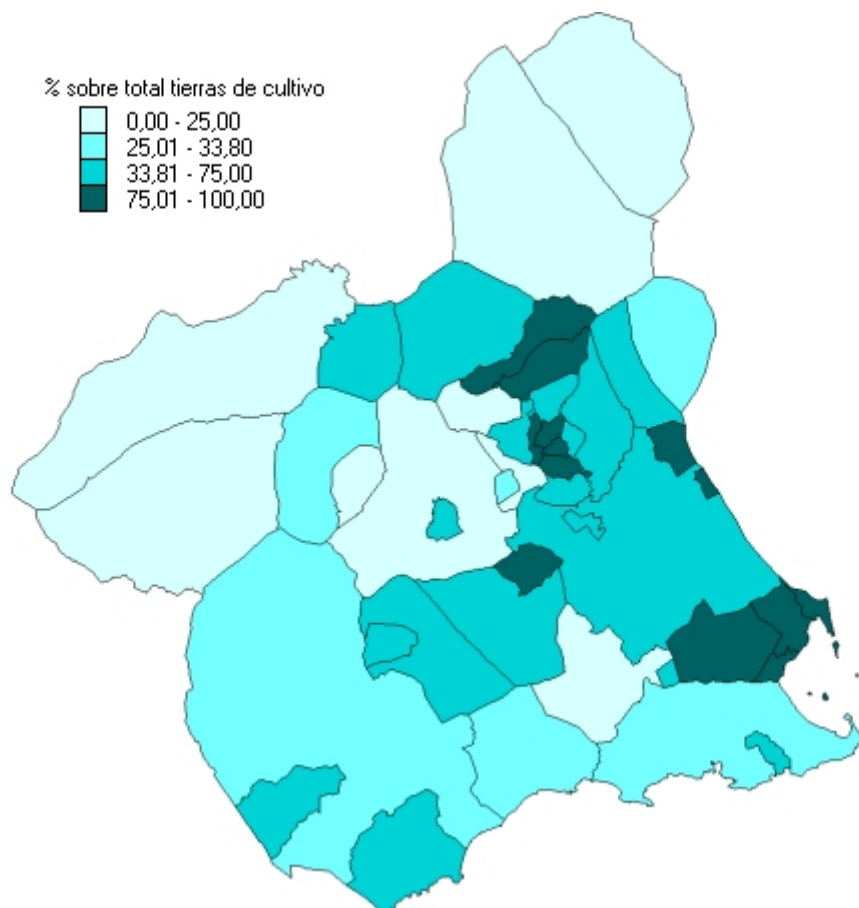 % sobre total tierras de cultivo
0,00 - 25,00
25,01 - 33,80
33,81 - 75,00
75,01 - 100,00